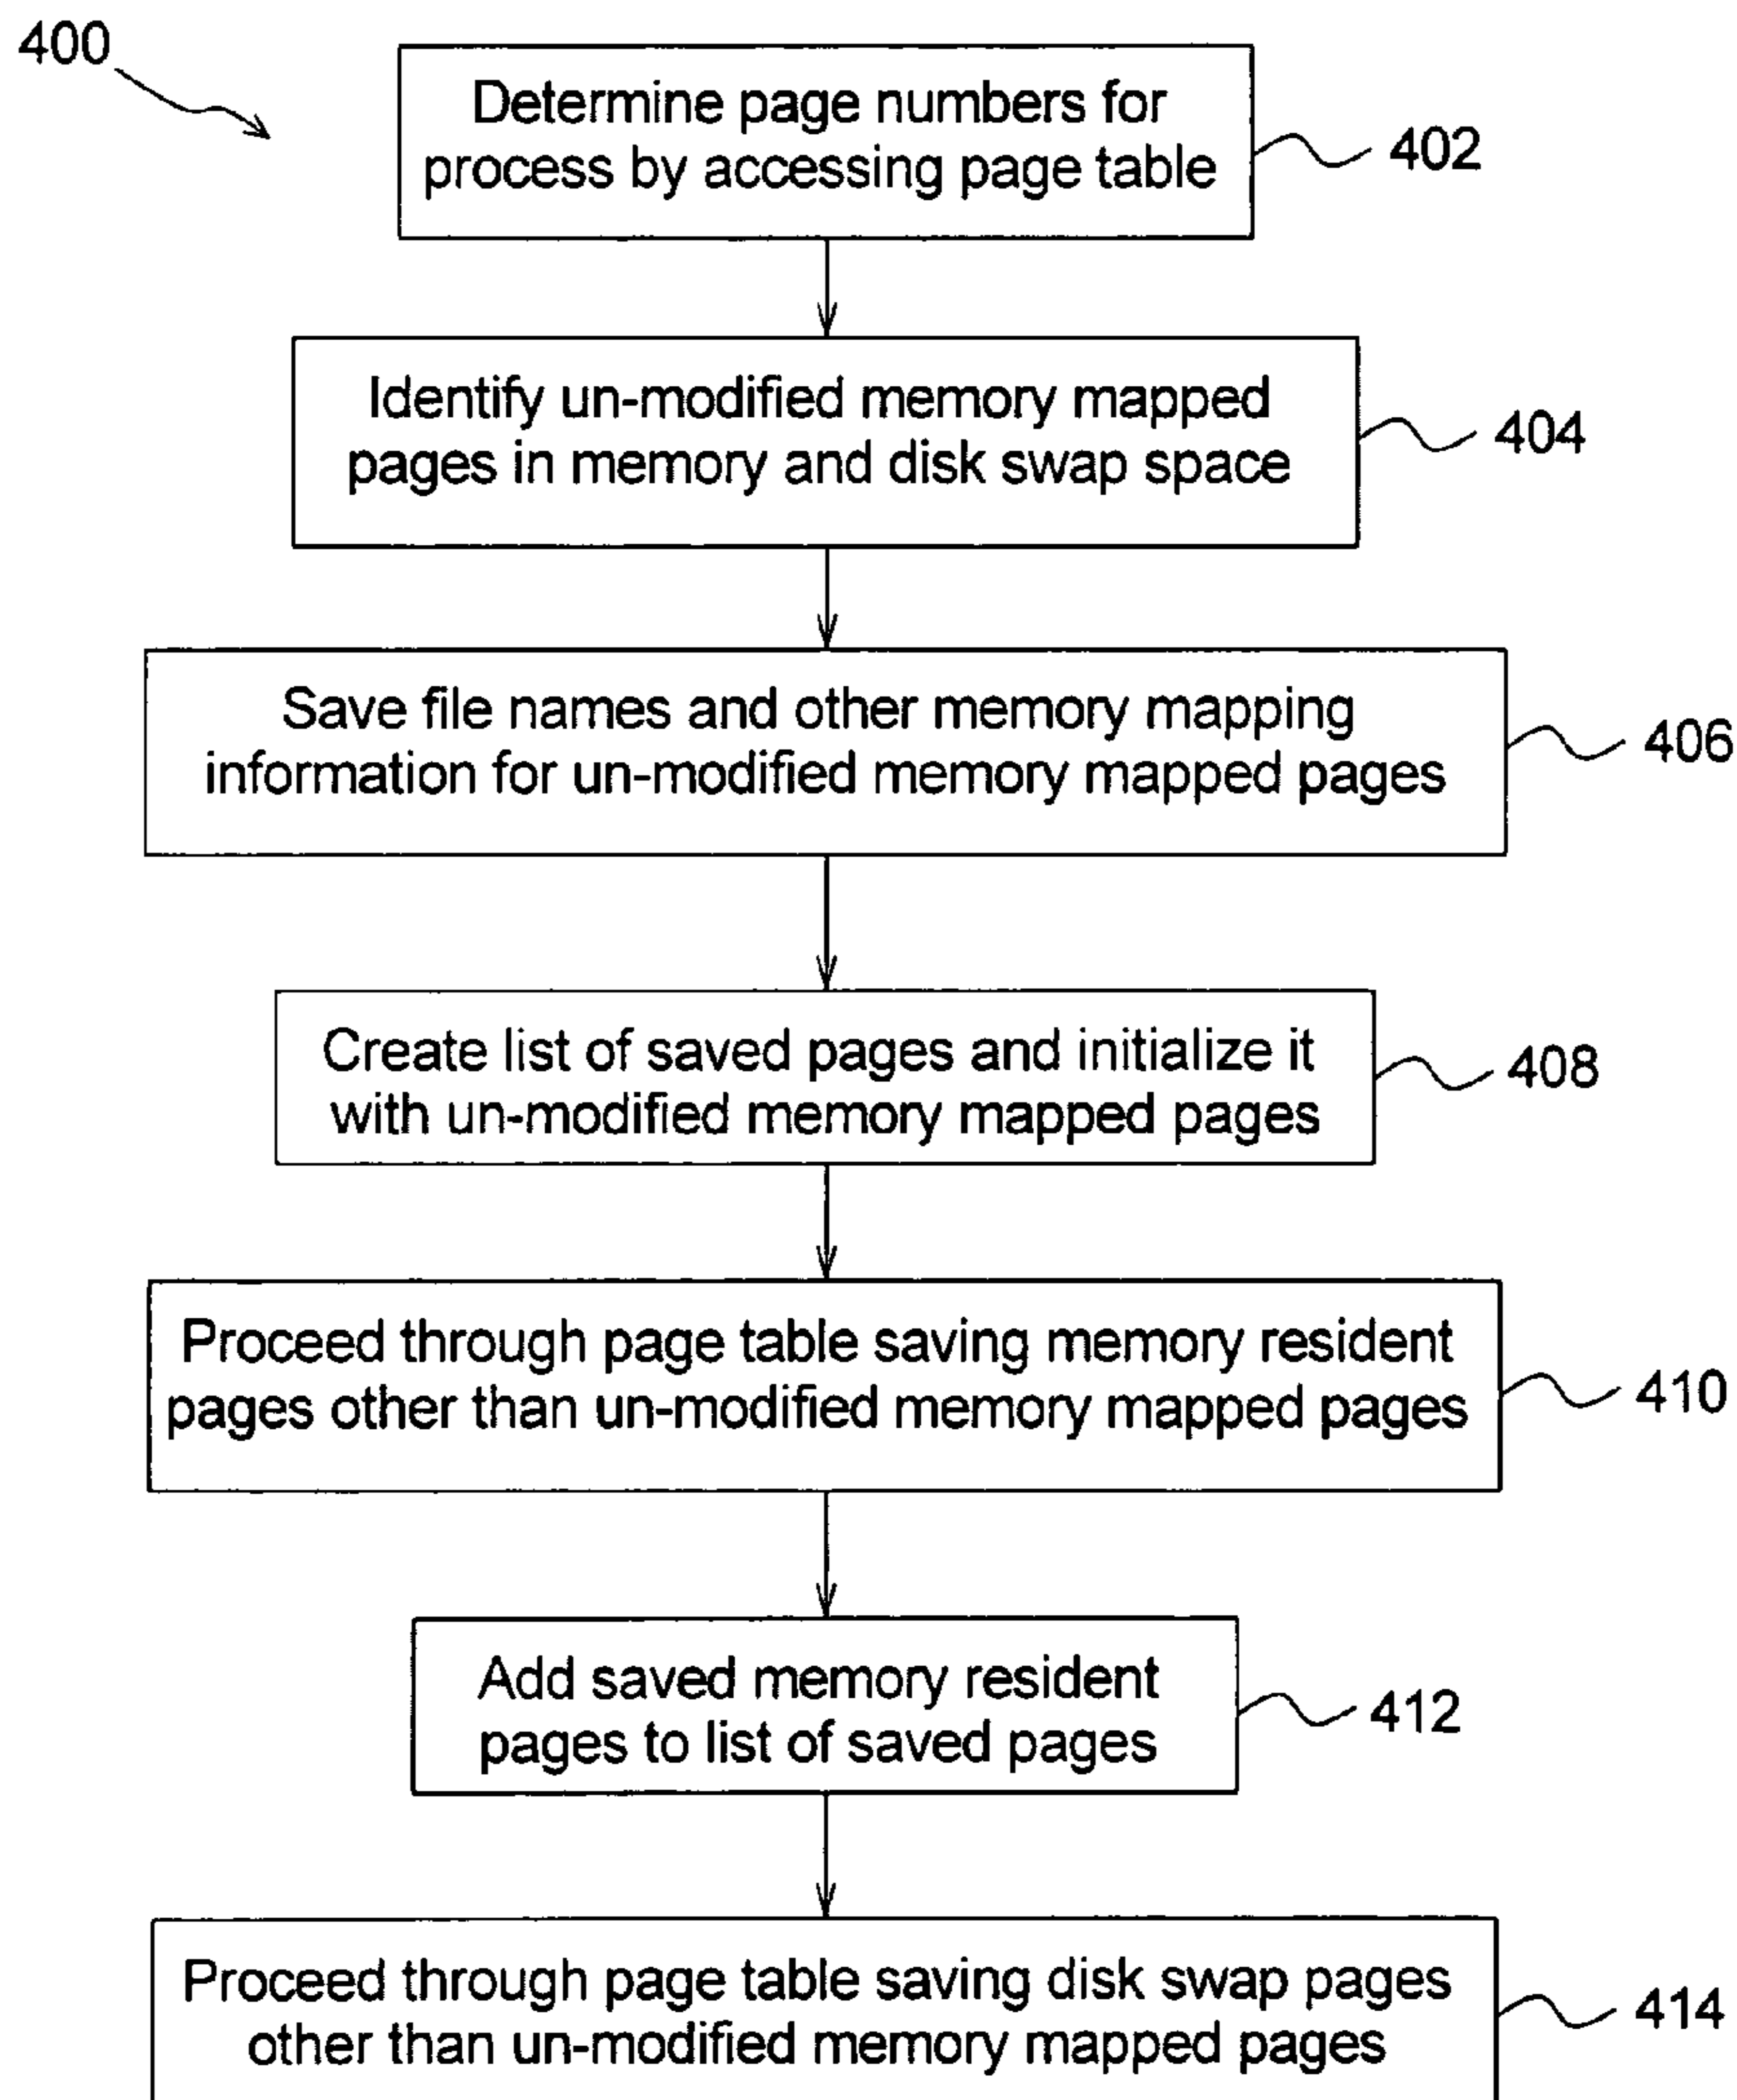 400
Determine page numbers for
process by accessing page table
402
Identify un-modified memory mapped
pages in memory and disk swap space
404
Save file names and other memory mapping
information for un-modified memory mapped pages
406
Create list of saved pages and initialize it
with un-modified memory mapped pages
408
Proceed through page table saving memory resident
pages other than un-modified memory mapped pages
410
Add saved memory resident
pages to list of saved pages
412
Proceed through page table saving disk swap pages
other than un-modified memory mapped pages
414